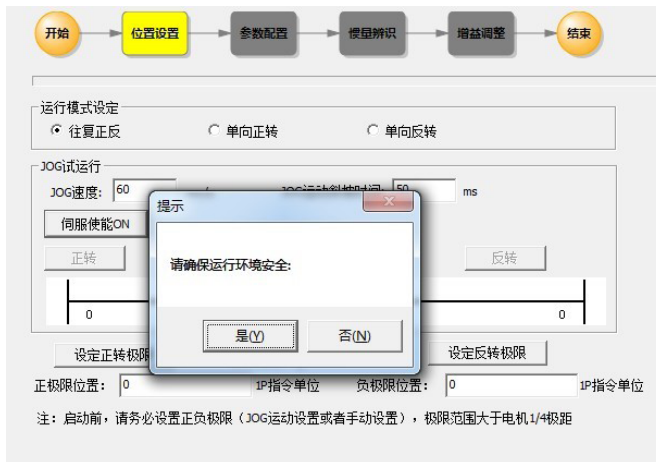 开始 位置设置 参数配置 惯量辨识 增益调整 结束
运行模式设定
往复正反 单向正转 单向反转
JOG试运行
JOG速度: 60 JOG运动斜坡时间: 50 ms
提示
伺服使能ON
正转 反转
请确保运行环境安全:
0 0
是(Y) 否(N)
设定正转极限 设定反转极限
正极限位置: 0 1P指令单位 负极限位置: 0 1P指令单位
注：启动前，请务必设置正负极限（JOG运动设置或者手动设置），极限范围大于电机1/4极距